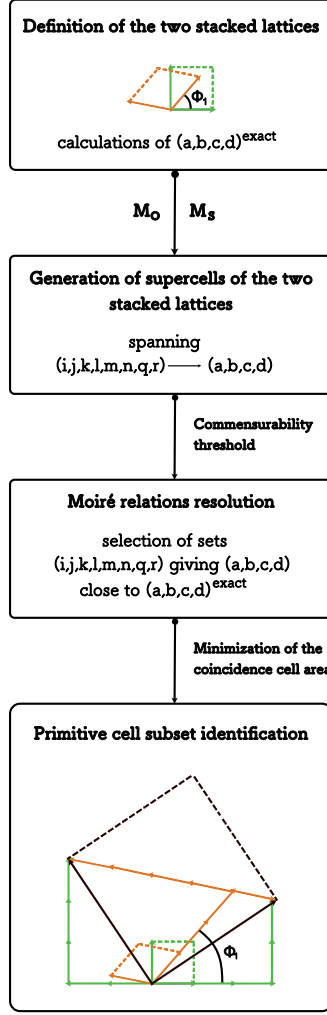 Definition of the two stacked lattices
Φ₁
calculations of (a,b,c,d)^exact
M₀ M_s
Generation of supercells of the two
stacked lattices
spanning
(i,j,k,l,m,n,q,r) ⟶ (a,b,c,d)
Commensurability
threshold
Moiré relations resolution
selection of sets
(i,j,k,l,m,n,q,r) giving (a,b,c,d)
close to (a,b,c,d)^exact
Minimization of the
coincidence cell area
Primitive cell subset identification
Φ₁